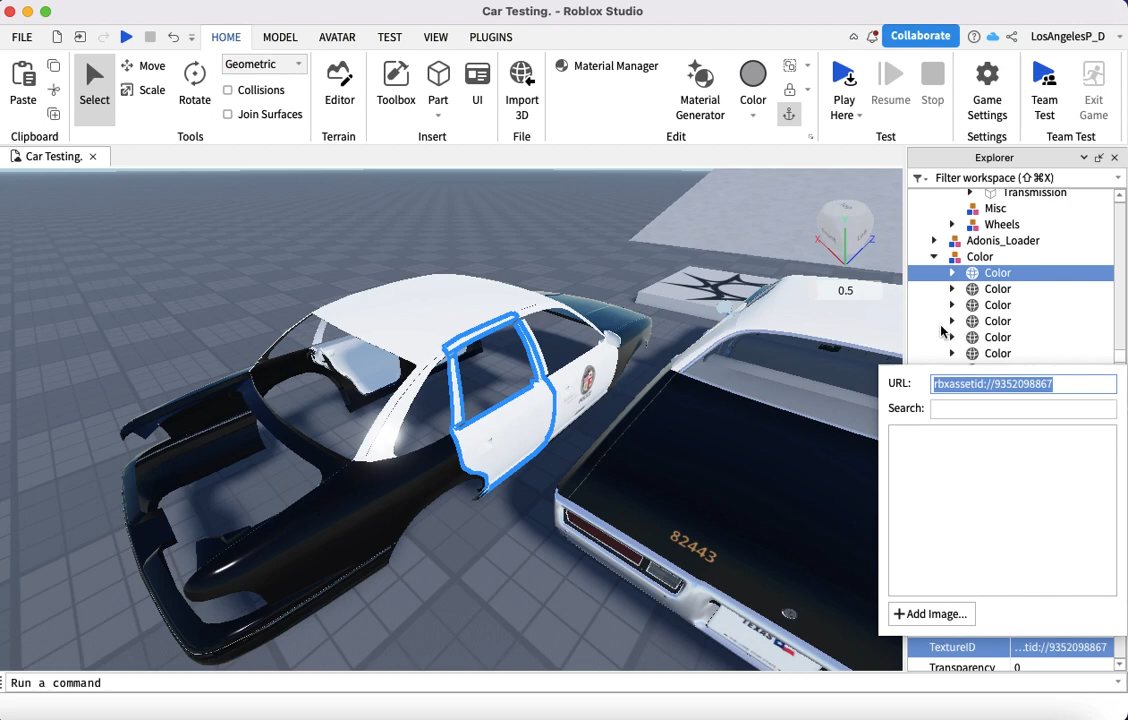 Car Testing. - Roblox Studio
FILE HOME MODEL AVATAR TEST VIEW PLUGINS Collaborate LosAngelesP_D
Paste
Select
Move
Scale
Rotate
Geometric
Collisions
Join Surfaces
Editor
Toolbox
Part
UI
Import
3D
Material Manager
Material
Generator
Color
Play
Here
Resume
Stop
Game
Settings
Team
Test
Exit
Game
Clipboard Tools Terrain Insert File Edit Test Settings Team Test
Car Testing.
Explorer
Filter workspace (⇧⌘X)
Transmission
Misc
Wheels
Adonis_Loader
Color
Color
Color
Color
Color
Color
Color
0.5
82443
TEXAS
URL: rbxassetid://9352098867
Search:
Add Image...
TextureID ...tid://9352098867
Transparency 0
Run a command